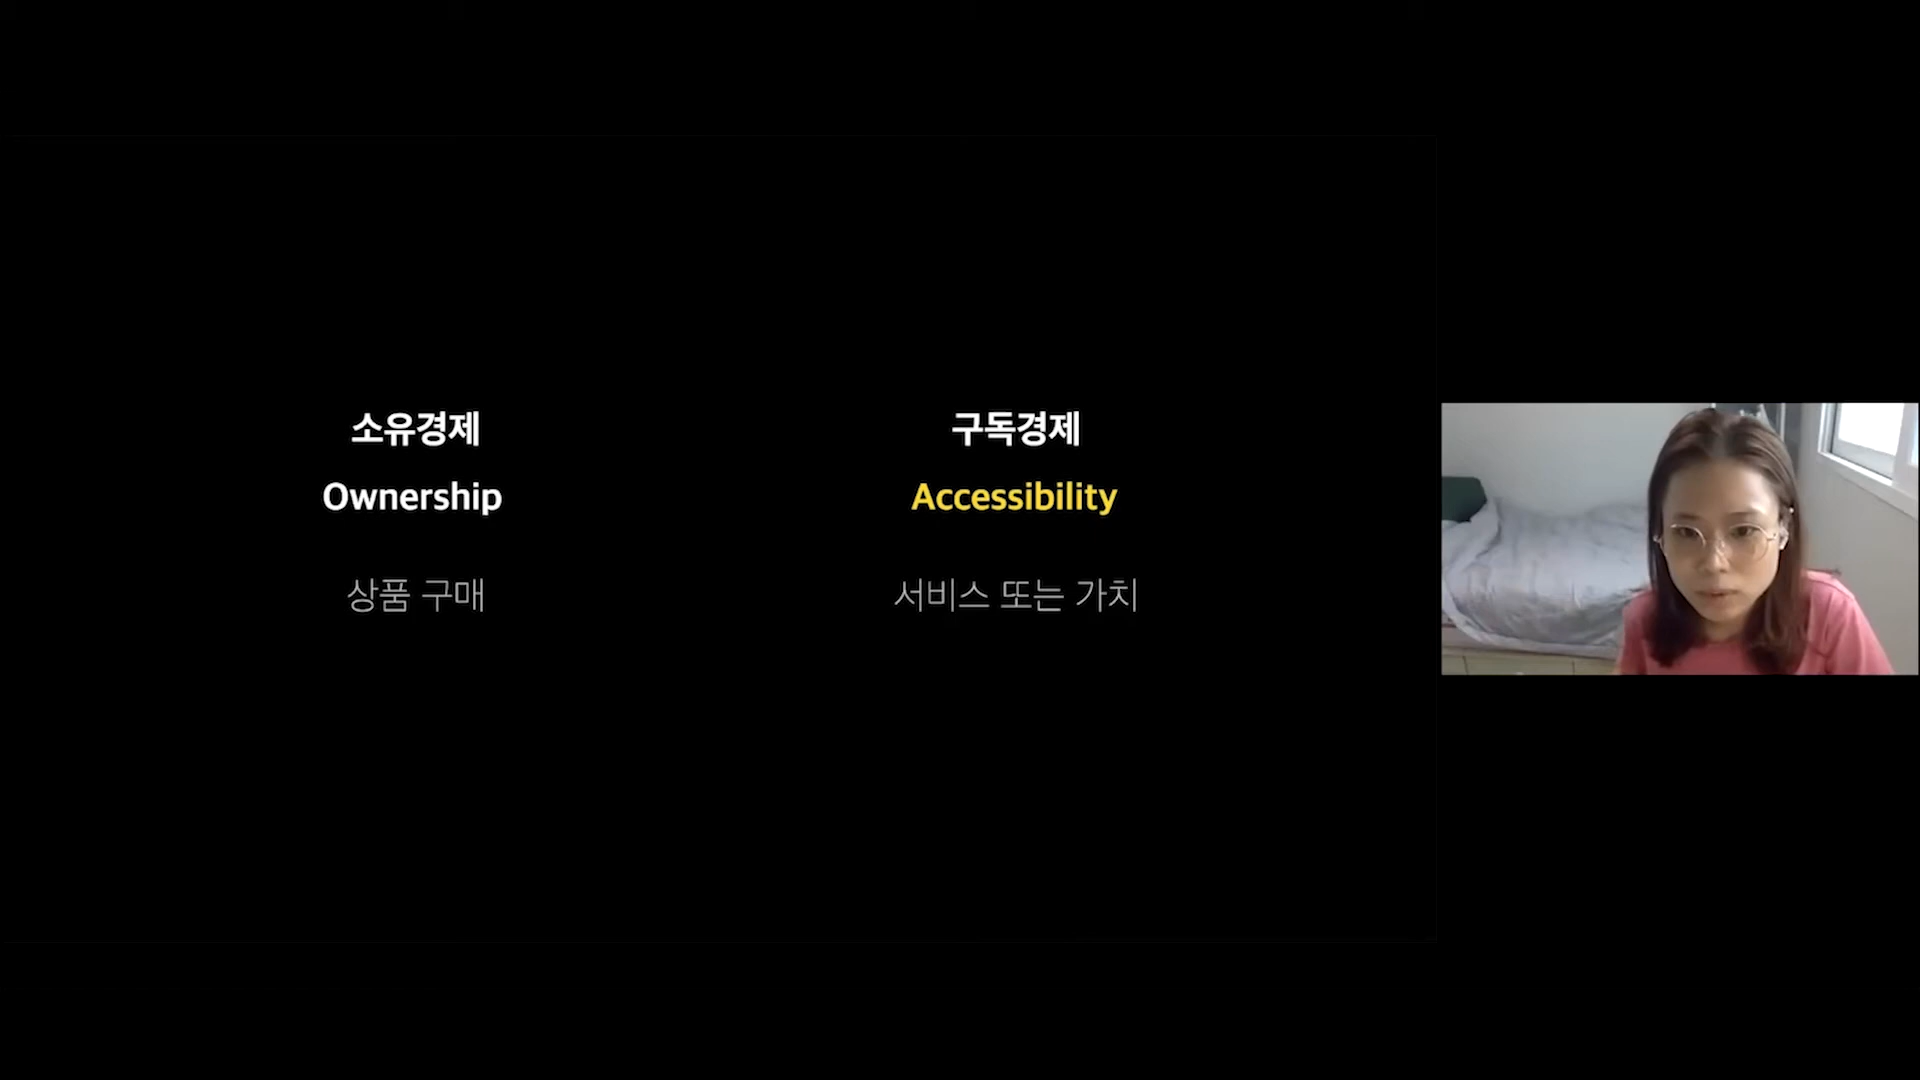 소유경제
Ownership
상품 구매
구독경제
Accessibility
서비스 또는 가치